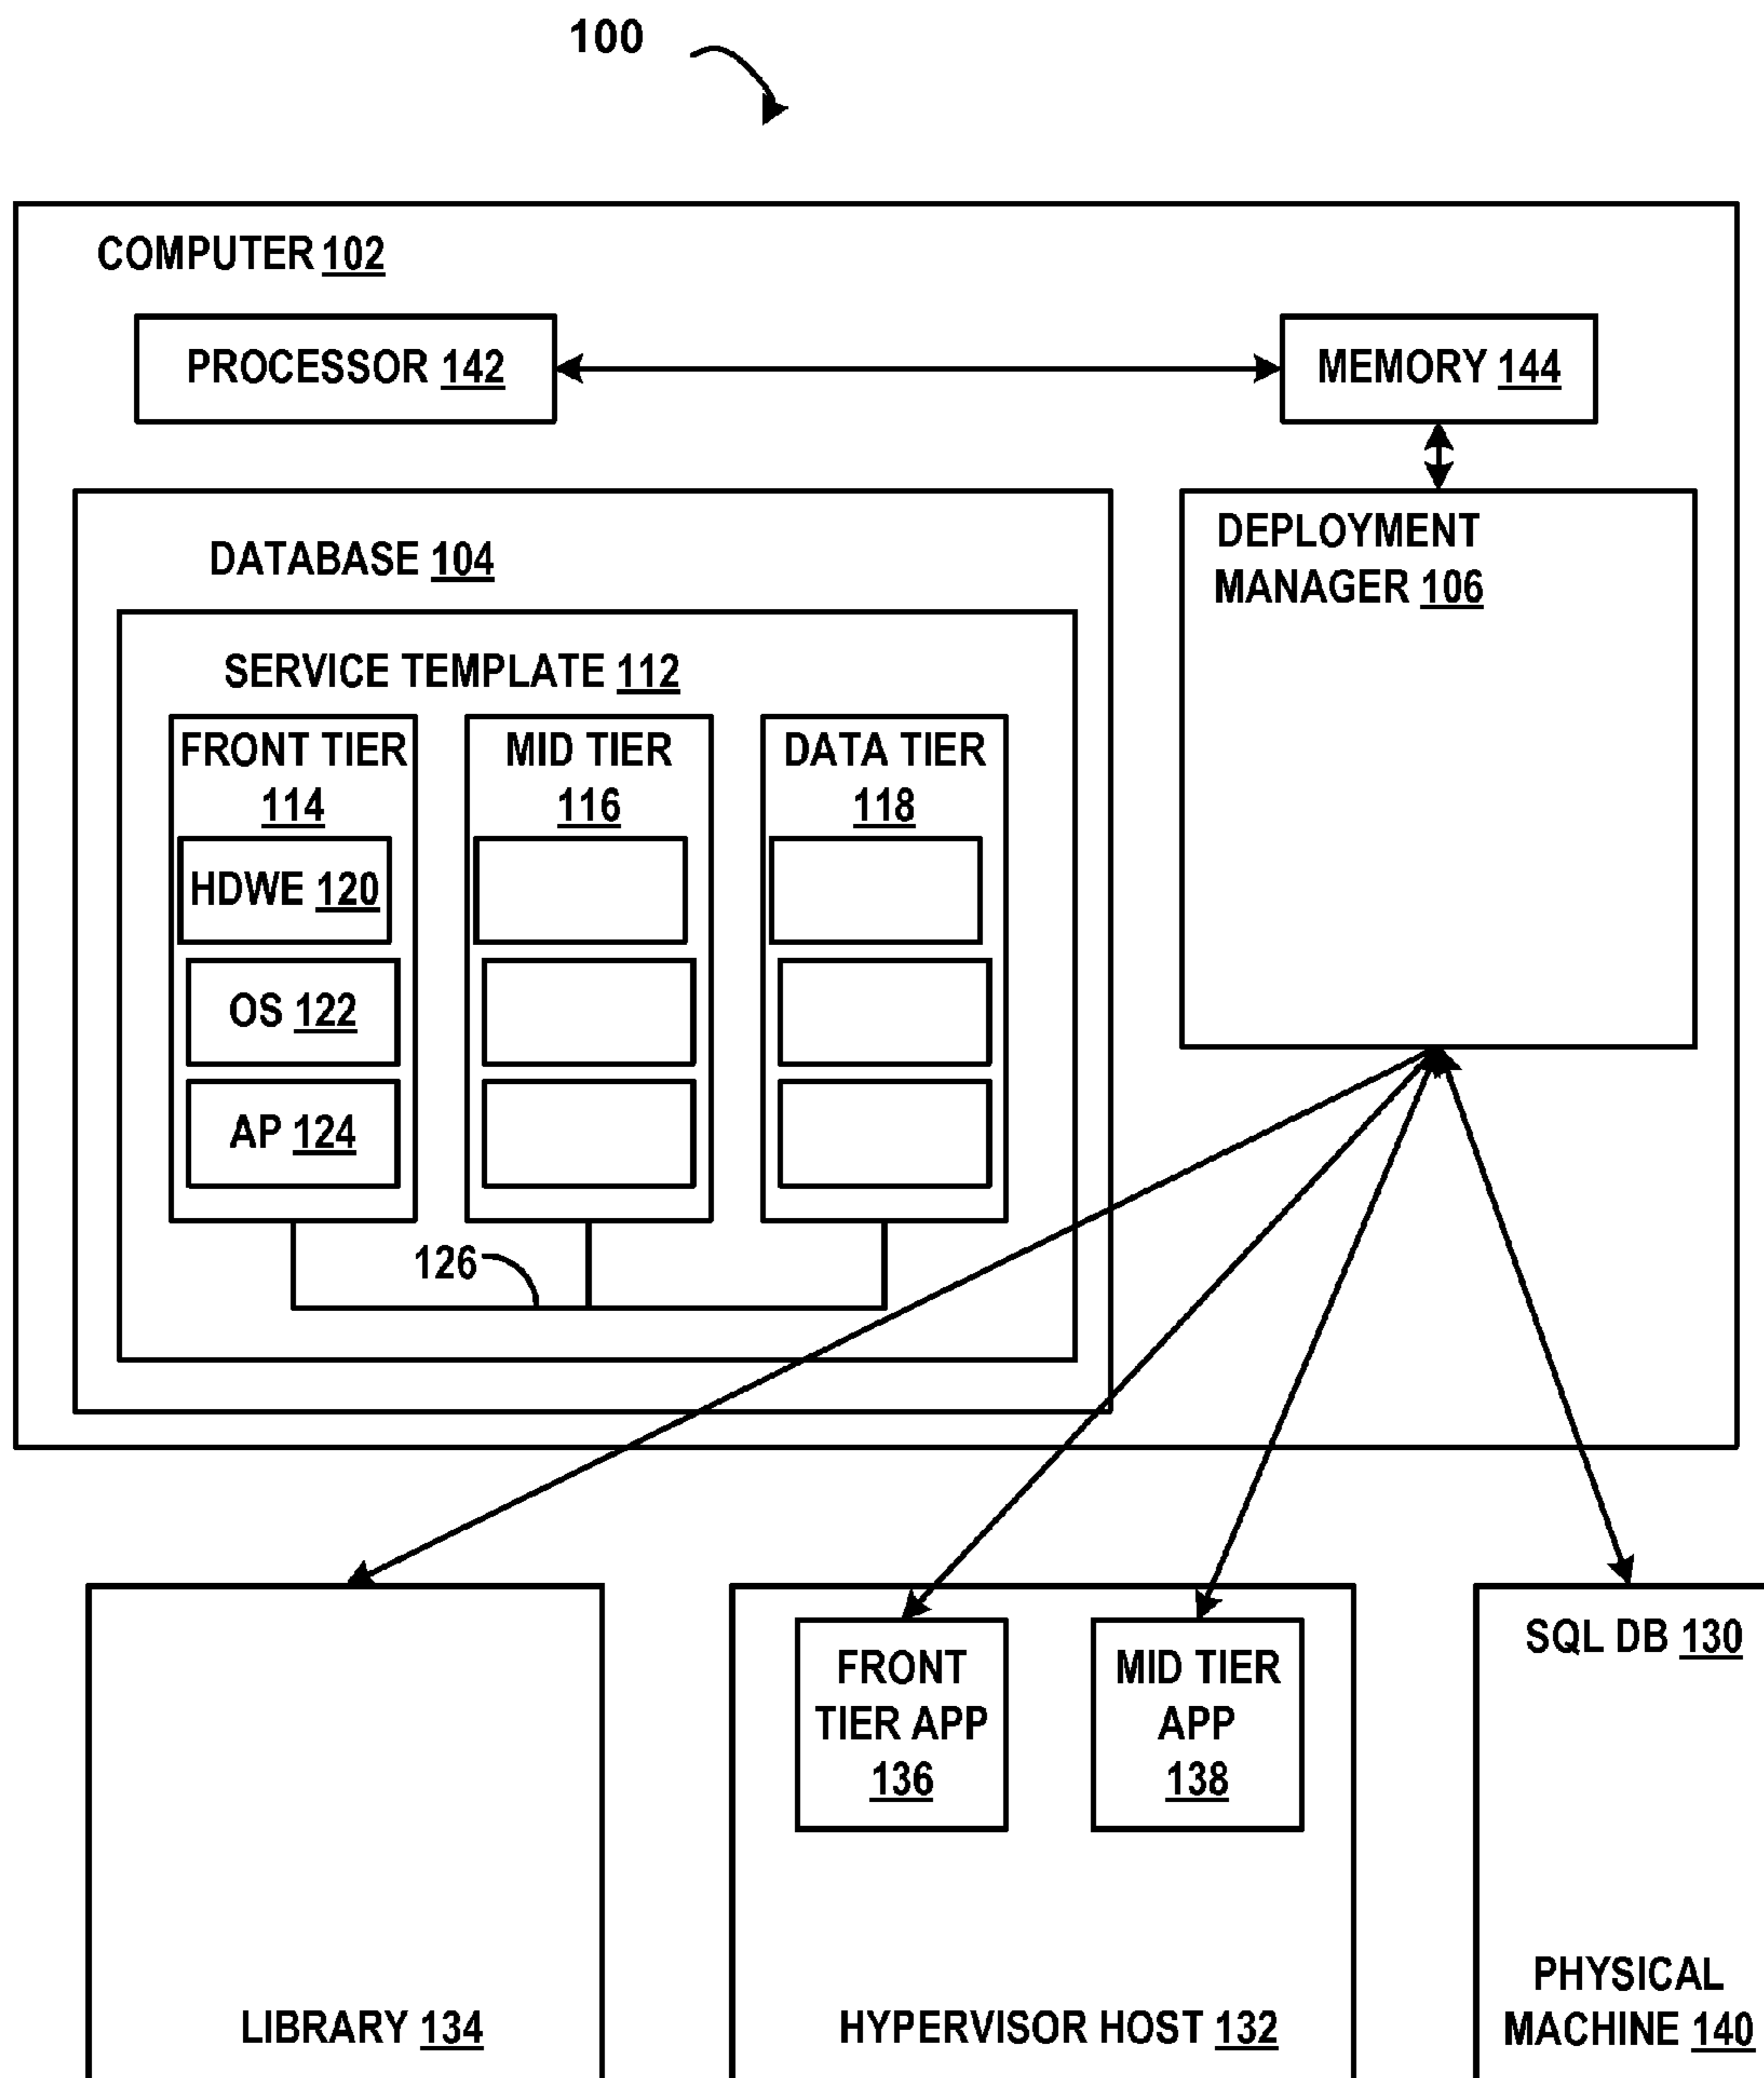 100
COMPUTER 102
PROCESSOR 142
MEMORY 144
DATABASE 104
DEPLOYMENT
MANAGER 106
SERVICE TEMPLATE 112
FRONT TIER
114
HDWE 120
OS 122
AP 124
MID TIER
116
DATA TIER
118
126
LIBRARY 134
FRONT
TIER APP
136
MID TIER
APP
138
HYPERVISOR HOST 132
SQL DB 130
PHYSICAL
MACHINE 140